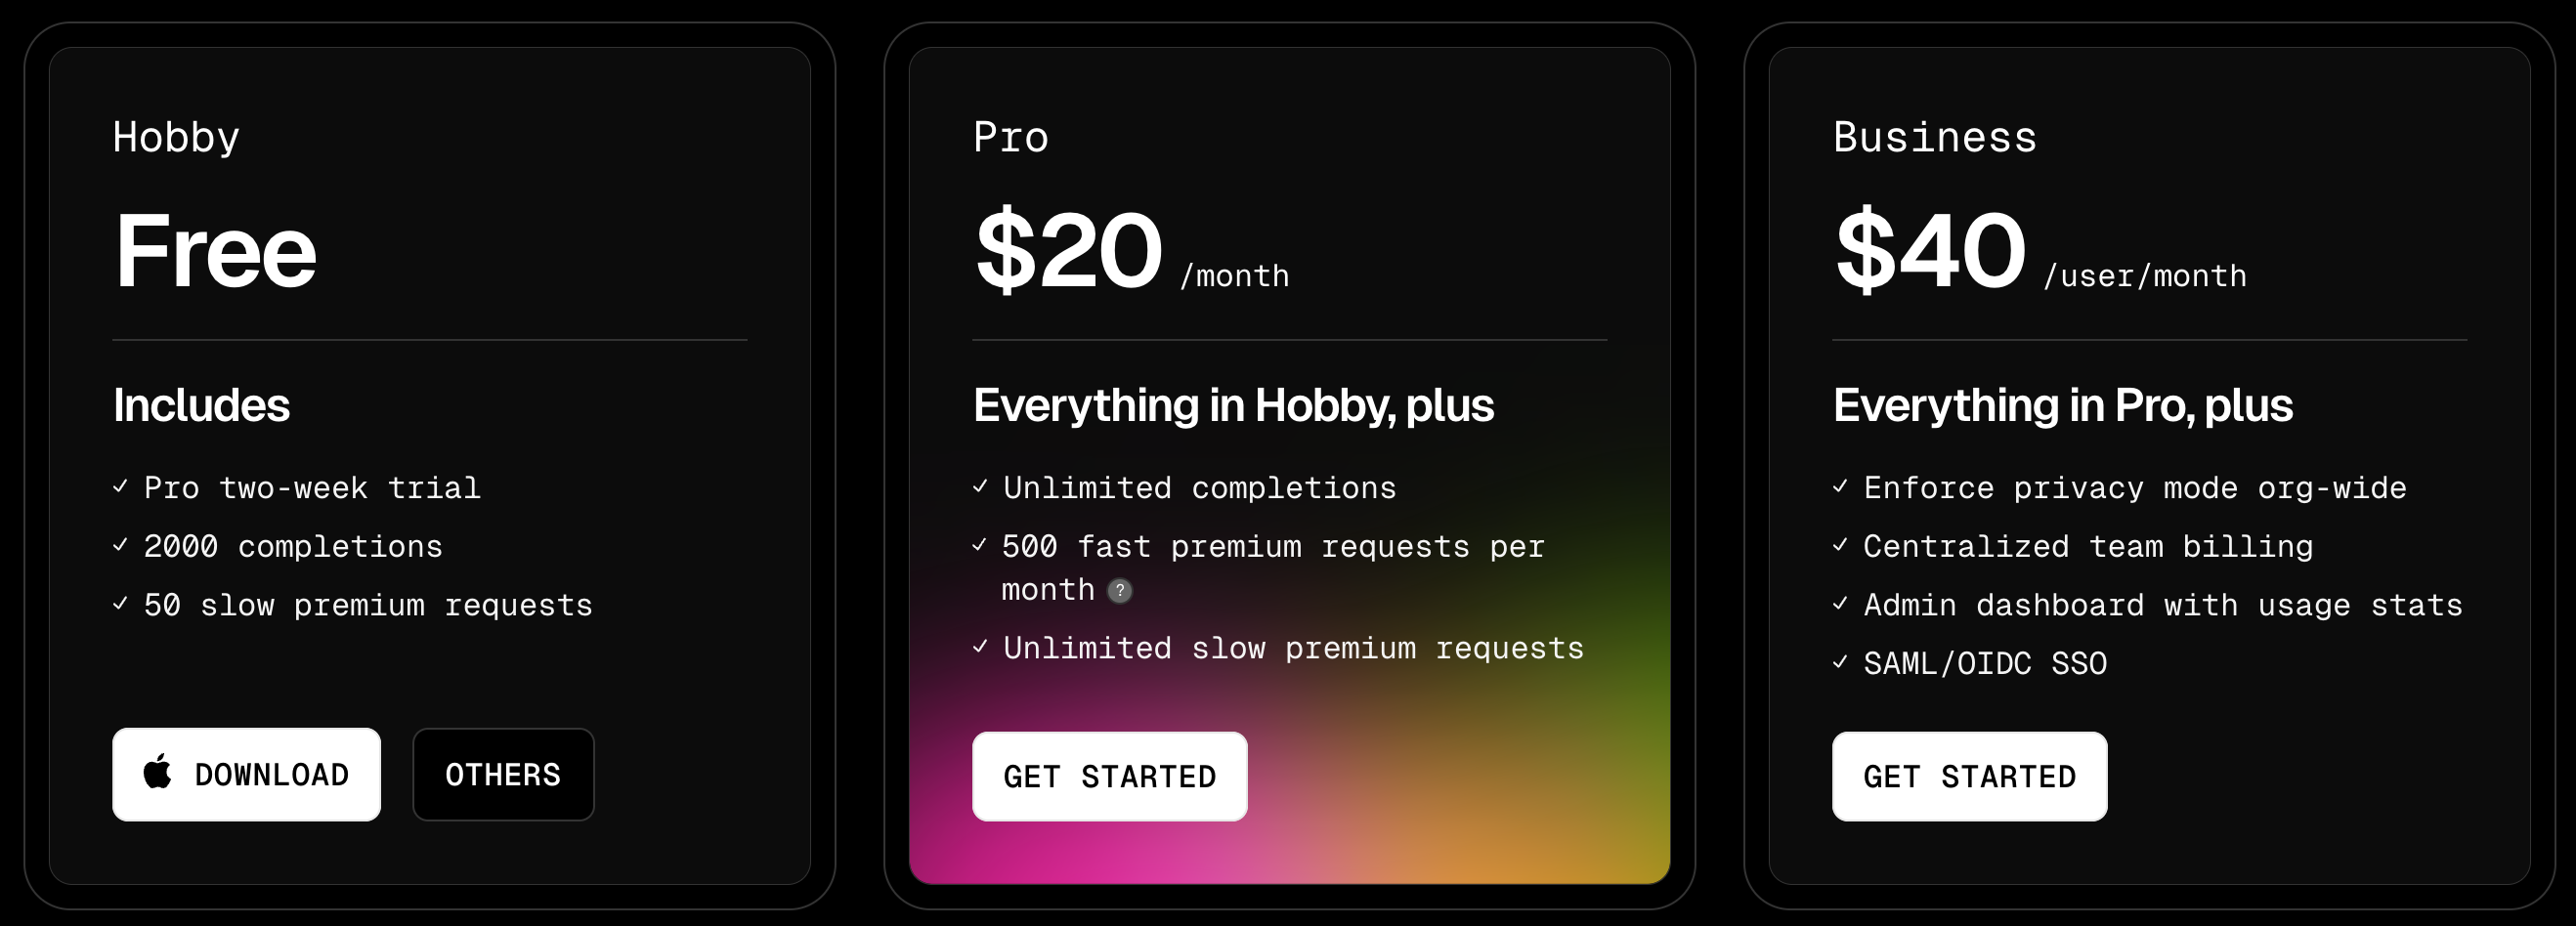 Hobby
Free
Includes
✓ Pro two-week trial
✓ 2000 completions
✓ 50 slow premium requests
DOWNLOAD
OTHERS
Pro
$20 /month
Everything in Hobby, plus
✓ Unlimited completions
✓ 500 fast premium requests per
month ?
✓ Unlimited slow premium requests
GET STARTED
Business
$40 /user/month
Everything in Pro, plus
✓ Enforce privacy mode org-wide
✓ Centralized team billing
✓ Admin dashboard with usage stats
✓ SAML/OIDC SSO
GET STARTED